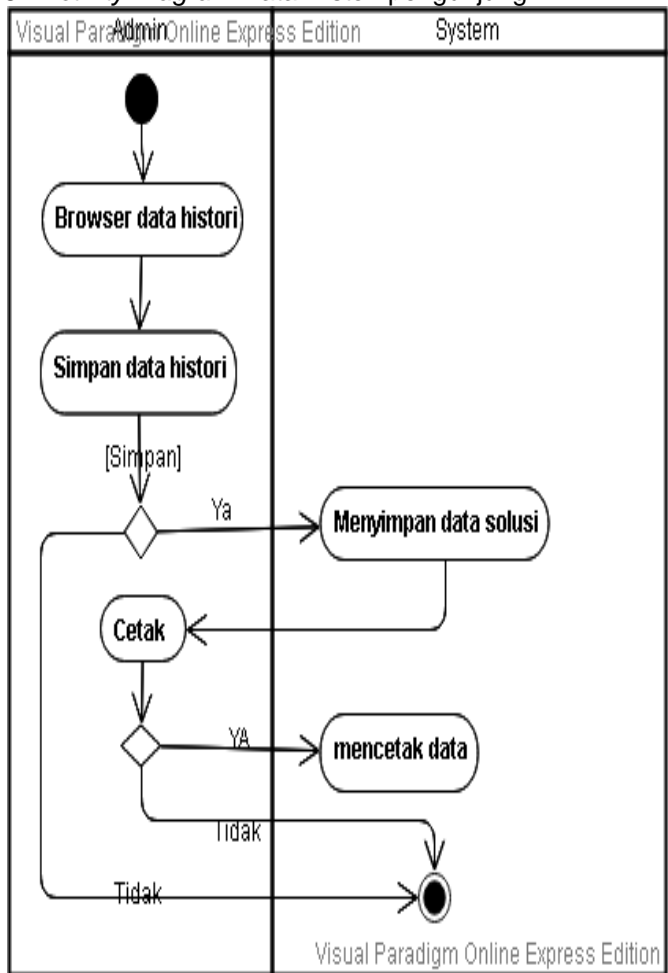 Visual Paradigm Online Express Edition
Admin
System
Browser data histori
Simpan data histori
[Simpan]
Ya
Menyimpan data solusi
Cetak
YA
mencetak data
Tidak
Tidak
Visual Paradigm Online Express Edition